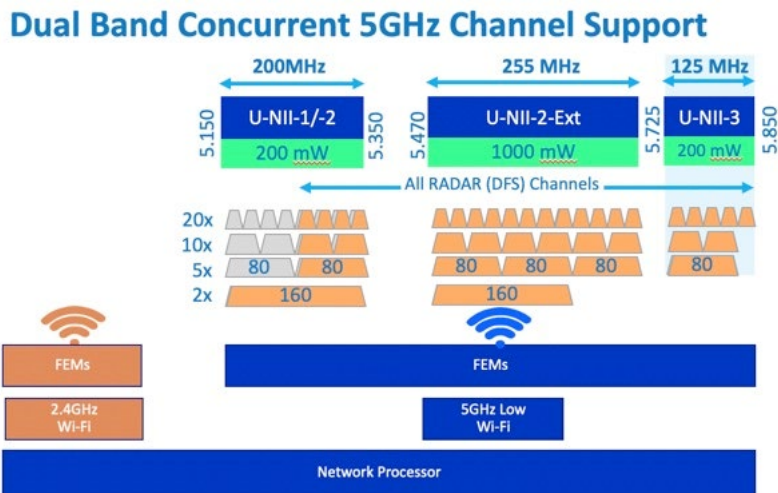 Dual Band Concurrent 5GHz Channel Support
200MHz
255 MHz
125 MHz
5.150
U-NII-1/-2
200 mW
5.350
5.470
U-NII-2-Ext
1000 mW
5.725
U-NII-3
200 mW
5.850
All RADAR (DFS) Channels
20x
10x
5x
80
80
80
80
80
80
2x
160
160
FEMs
FEMs
2.4GHz
Wi-Fi
5GHz Low
Wi-Fi
Network Processor